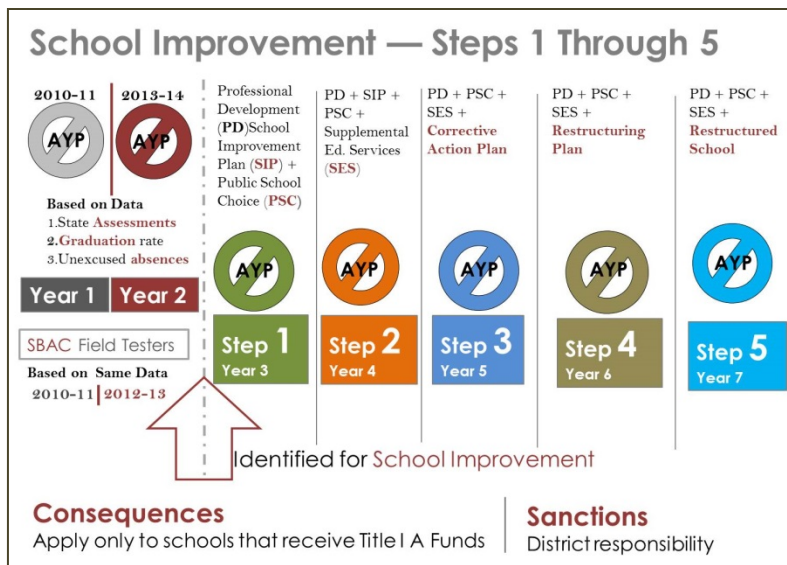 School Improvement — Steps 1 Through 5
2010-11
2013-14
AYP
AYP
Based on Data
1.State Assessments
2.Graduation rate
3.Unexcused absences
Year 1
Year 2
SBAC Field Testers
Based on Same Data
2010-11
2012-13
Professional
Development
(PD)School
Improvement
Plan (SIP) +
Public School
Choice (PSC)
AYP
Step 1
Year 3
PD + SIP +
PSC +
Supplemental
Ed. Services
(SES)
AYP
Step 2
Year 4
PD + PSC +
SES +
Corrective
Action Plan
AYP
Step 3
Year 5
PD + PSC +
SES +
Restructuring
Plan
AYP
Step 4
Year 6
PD + PSC +
SES +
Restructured
School
AYP
Step 5
Year 7
Identified for School Improvement
Consequences
Apply only to schools that receive Title I A Funds
Sanctions
District responsibility